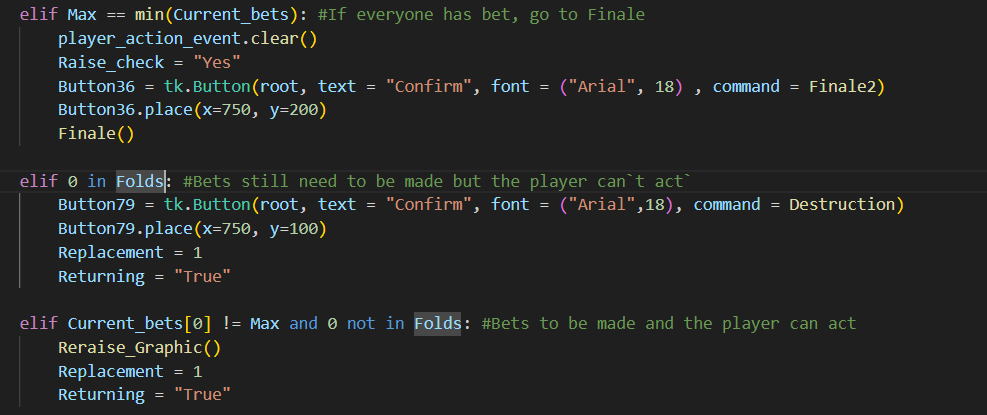 elif Max == min(Current_bets): #If everyone has bet, go to Finale
    player_action_event.clear()
    Raise_check = "Yes"
    Button36 = tk.Button(root, text = "Confirm", font = ("Arial", 18) , command = Finale2)
    Button36.place(x=750, y=200)
    Finale()

elif 0 in Folds: #Bets still need to be made but the player can`t act`
    Button79 = tk.Button(root, text = "Confirm", font = ("Arial",18), command = Destruction)
    Button79.place(x=750, y=100)
    Replacement = 1
    Returning = "True"

elif Current_bets[0] != Max and 0 not in Folds: #Bets to be made and the player can act
    Reraise_Graphic()
    Replacement = 1
    Returning = "True"